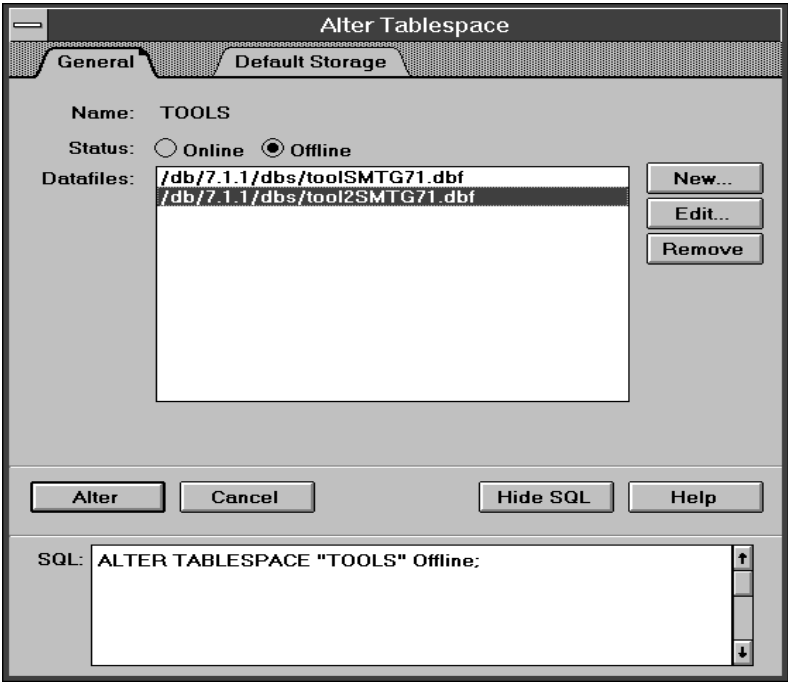 Alter Tablespace
General Default Storage
Name: TOOLS
Status: Online Offline
Datafiles: /db/7.1.1/dbs/toolSMTG71.dbf New...
/db/7.1.1/dbs/tool2SMTG71.dbf
Edit...
Remove
Alter Cancel Hide SQL Help
SQL: ALTER TABLESPACE "TOOLS" Offline;